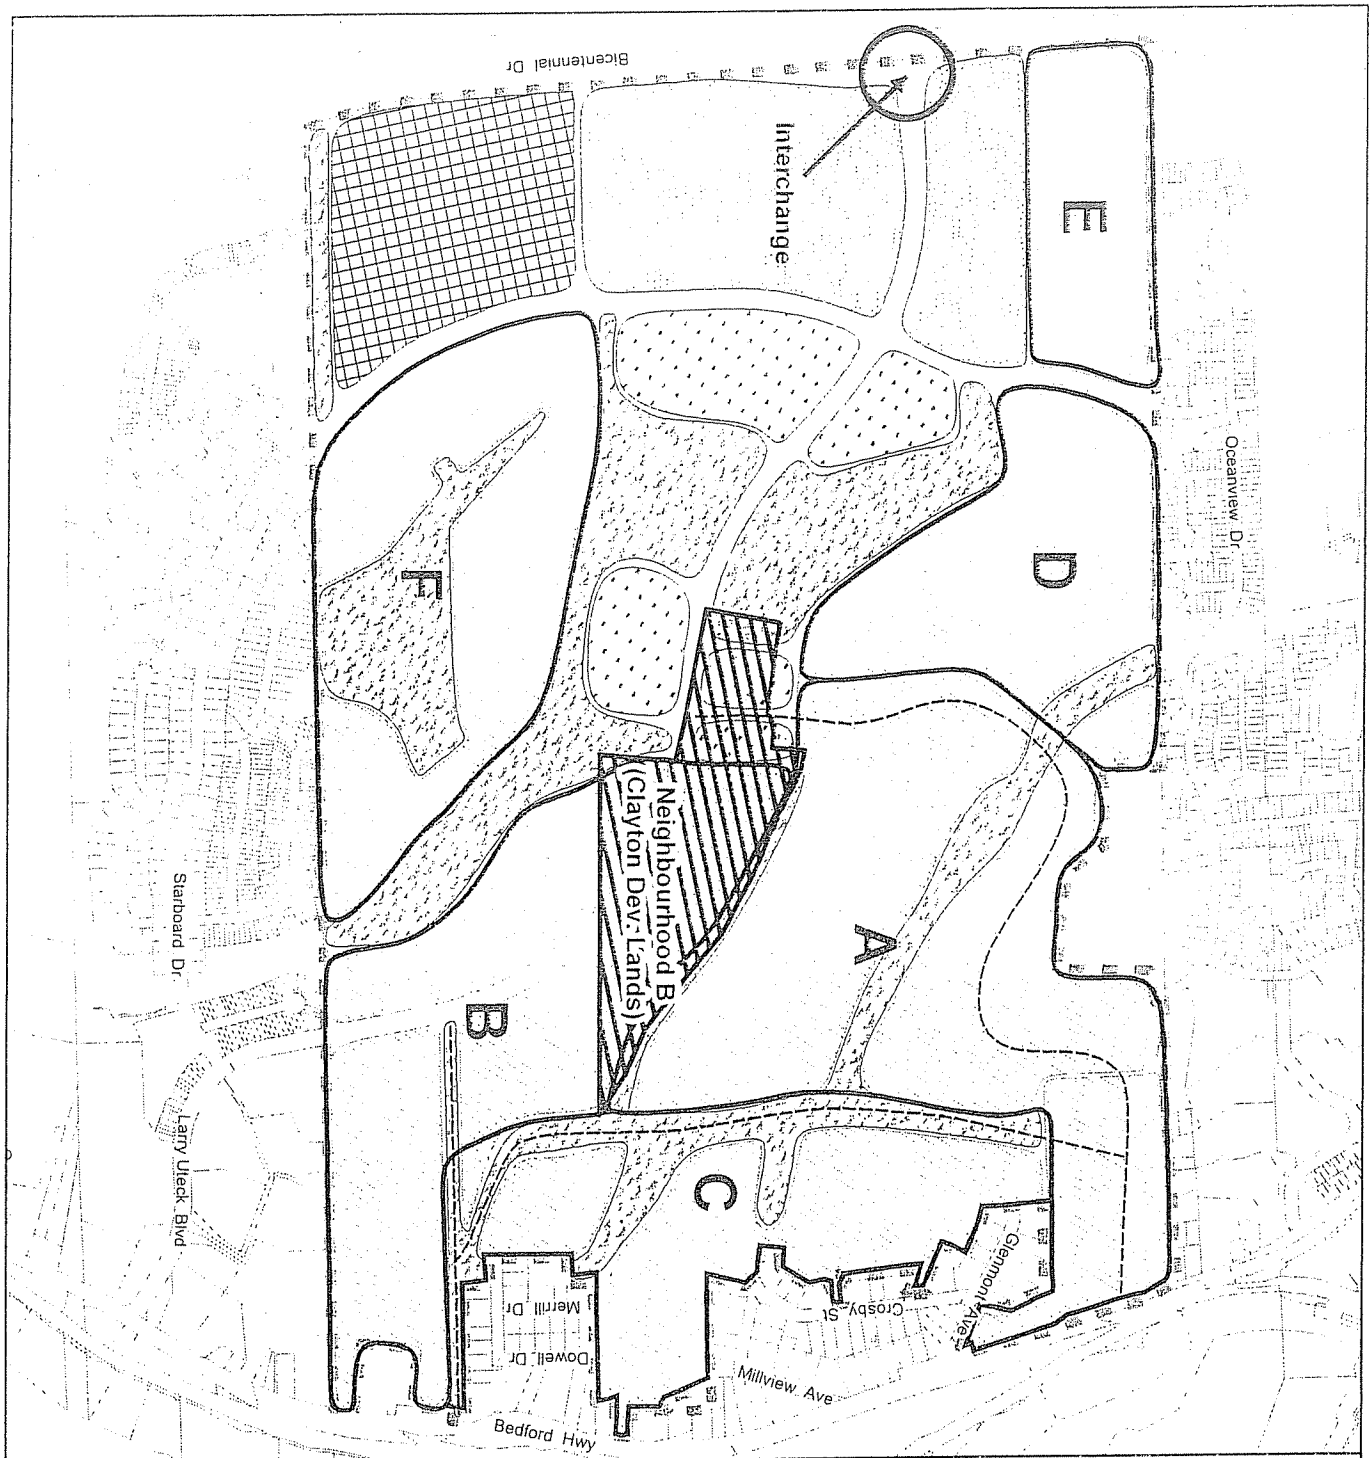 Bicentennial Dr
Interchange
E
Oceanview Dr
D
F
Neighbourhood B
(Clayton Dev. Lands)
A
Starboard Dr
B
Larry Uteck Blvd
C
Glenmont Ave
Crosby St
Merrill Dr
Dowell Dr
Millview Ave
Bedford Hwy